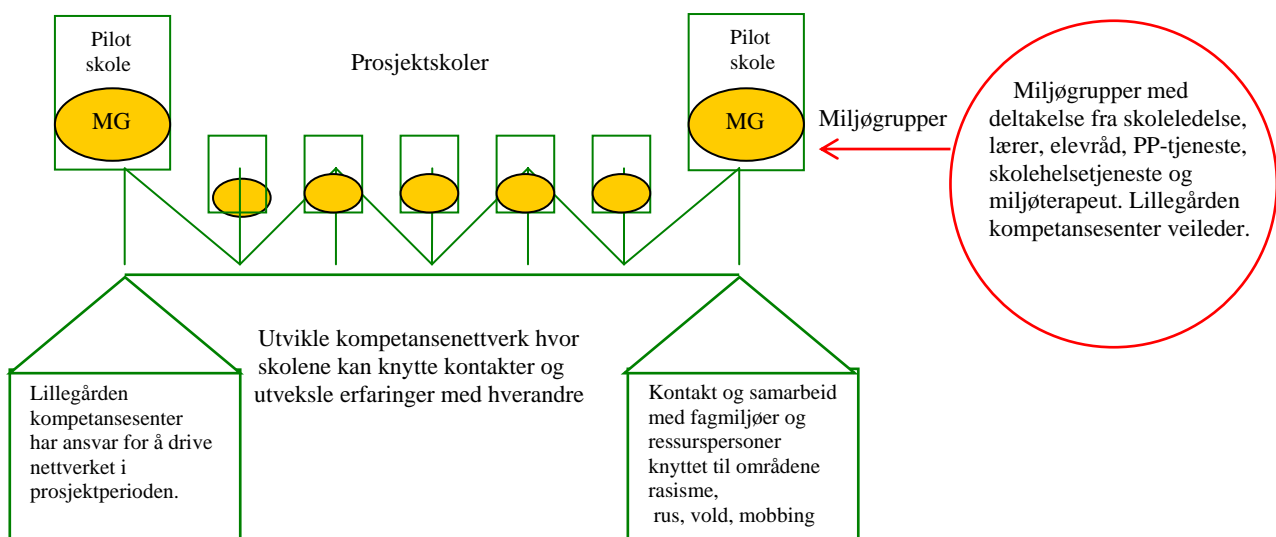 Pilot
skole
MG
Prosjektskoler
Pilot
skole
MG
Miljøgrupper
Miljøgrupper med
deltakelse fra skoleledelse,
lærer, elevråd, PP-tjeneste,
skolehelsetjeneste og
miljøterapeut. Lillegården
kompetansesenter veileder.
Utvikle kompetansenettverk hvor
skolene kan knytte kontakter og
utveksle erfaringer med hverandre
Lillegården
kompetansesenter
har ansvar for å drive
nettverket i
prosjektperioden.
Kontakt og samarbeid
med fagmiljøer og
ressurspersoner
knyttet til områdene
rasisme,
rus, vold, mobbing